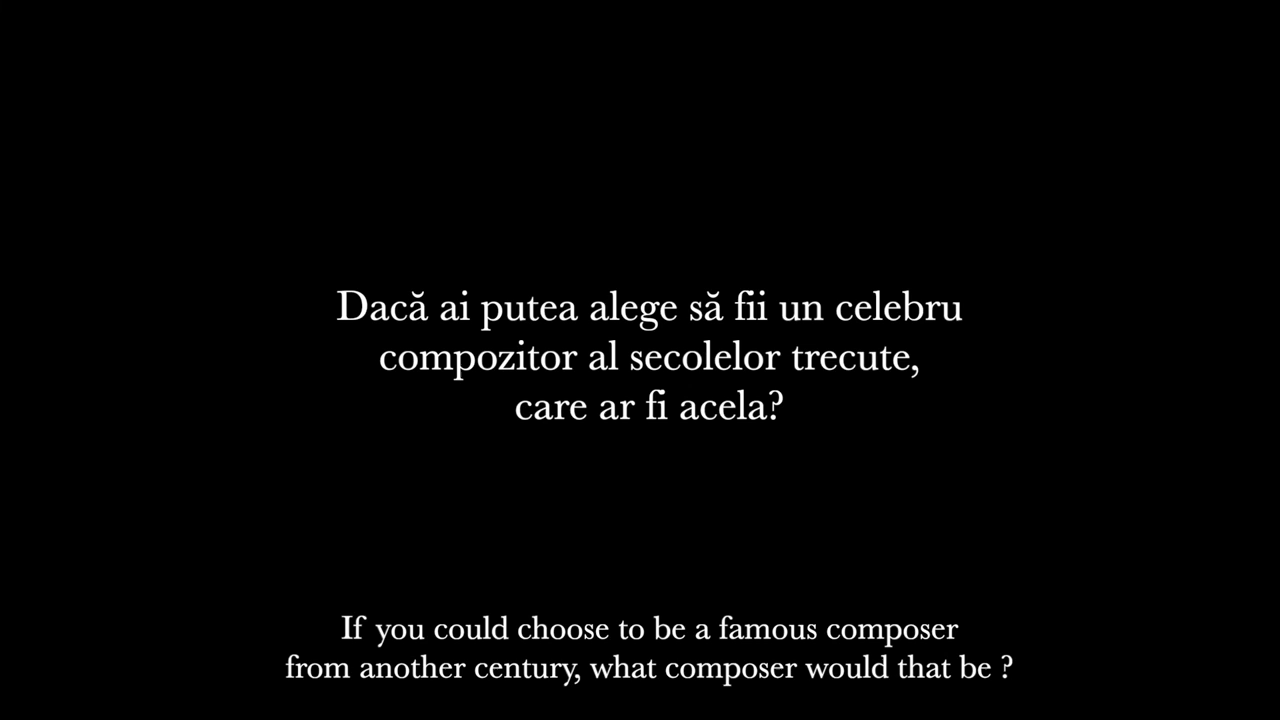 Dacă ai putea alege să fii un celebru
compozitor al secolelor trecute,
care ar fi acela?
If you could choose to be a famous composer
from another century, what composer would that be ?